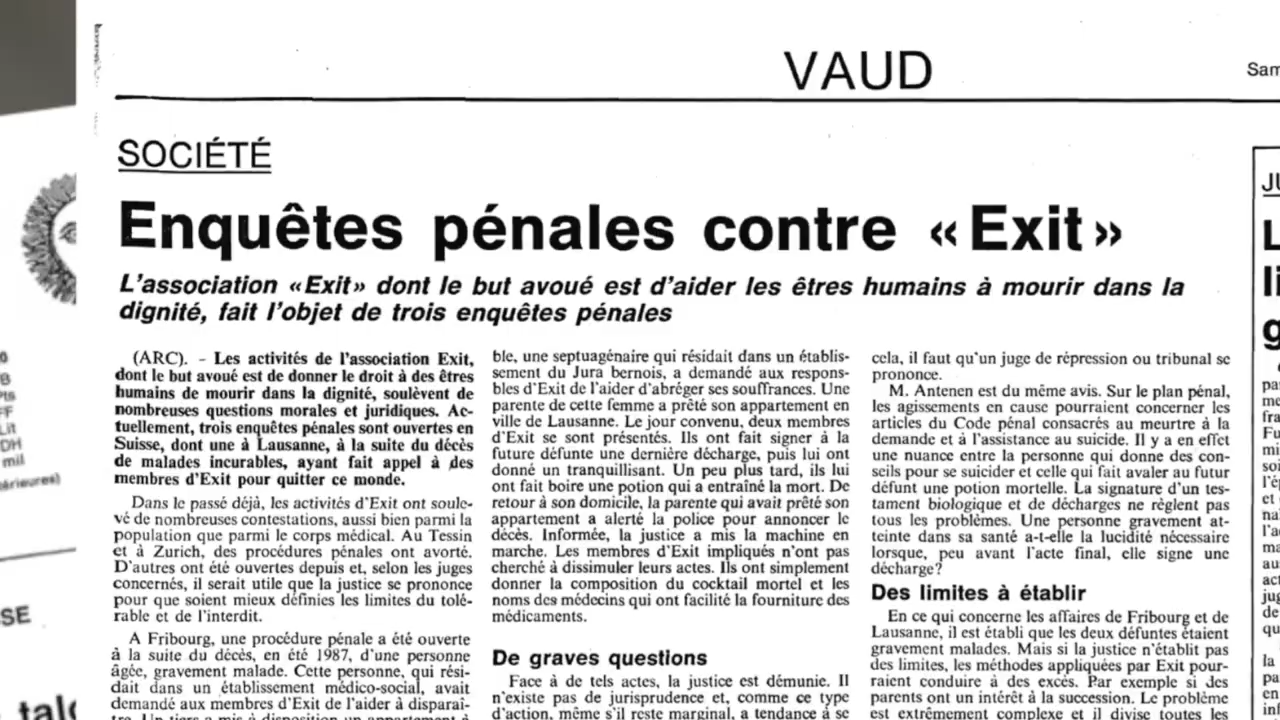 VAUD
Sam
SOCIÉTÉ
Enquêtes pénales contre «Exit»
L'association «Exit» dont le but avoué est d'aider les êtres humains à mourir dans la
dignité, fait l'objet de trois enquêtes pénales
(ARC). – Les activités de l'association Exit,
dont le but avoué est de donner le droit à des êtres
humains de mourir dans la dignité, soulèvent de
nombreuses questions morales et juridiques. Ac-
tuellement, trois enquêtes pénales sont ouvertes en
Suisse, dont une à Lausanne, à la suite du décès
de malades incurables, ayant fait appel à des
membres d'Exit pour quitter ce monde.
Dans le passé déjà, les activités d'Exit ont soule-
vé de nombreuses contestations, aussi bien parmi la
population que parmi le corps médical. Au Tessin
et à Zurich, des procédures pénales ont avorté.
D'autres ont été ouvertes depuis et, selon les juges
concernés, il serait utile que la justice se prononce
pour que soient mieux définies les limites du tolé-
rable et de l'interdit.
A Fribourg, une procédure pénale a été ouverte
à la suite du décès, en été 1987, d'une personne
âgée, gravement malade. Cette personne, qui rési-
dait dans un établissement médico-social, avait
demandé aux membres d'Exit de l'aider à disparaî-
tre. Un tiers a mis à disposition un appartement à
ble, une septuagénaire qui résidait dans un établis-
sement du Jura bernois, a demandé aux respon-
bles d'Exit de l'aider d'abréger ses souffrances. Une
parente de cette femme a prêté son appartement en
ville de Lausanne. Le jour convenu, deux membres
d'Exit se sont présentés. Ils ont fait signer à la
future défunte une dernière décharge, puis lui ont
donné un tranquillisant. Un peu plus tard, ils lui
ont fait boire une potion qui a entraîné la mort. De
retour à son domicile, la parente qui avait prêté son
appartement a alerté la police pour annoncer le
décès. Informée, la justice a mis la machine en
marche. Les membres d'Exit impliqués n'ont pas
cherché à dissimuler leurs actes. Ils ont simplement
donner la composition du cocktail mortel et les
noms des médecins qui ont facilité la fourniture des
médicaments.
De graves questions
Face à de tels actes, la justice est démunie. Il
n'existe pas de jurisprudence et, comme ce type
d'action, même s'il reste marginal, a tendance à se
cela, il faut qu'un juge de répression ou tribunal se
prononce.
M. Antenen est du même avis. Sur le plan pénal,
les agissements en cause pourraient concerner les
articles du Code pénal consacrés au meurtre à la
demande et à l'assistance au suicide. Il y a en effet
une nuance entre la personne qui donne des con-
seils pour se suicider et celle qui fait avaler au futur
défunt une potion mortelle. La signature d'un tes-
tament biologique et de décharges ne règlent pas
tous les problèmes. Une personne gravement at-
teinte dans sa santé a-t-elle la lucidité nécessaire
lorsque, peu avant l'acte final, elle signe une
décharge?
Des limites à établir
En ce qui concerne les affaires de Fribourg et de
Lausanne, il est établi que les deux défuntes étaient
gravement malades. Mais si la justice n'établit pas
des limites, les méthodes appliquées par Exit pour-
raient conduire à des excès. Par exemple si des
parents ont un intérêt à la succession. Le problème
est extrêmement complexe et il divise toutes les